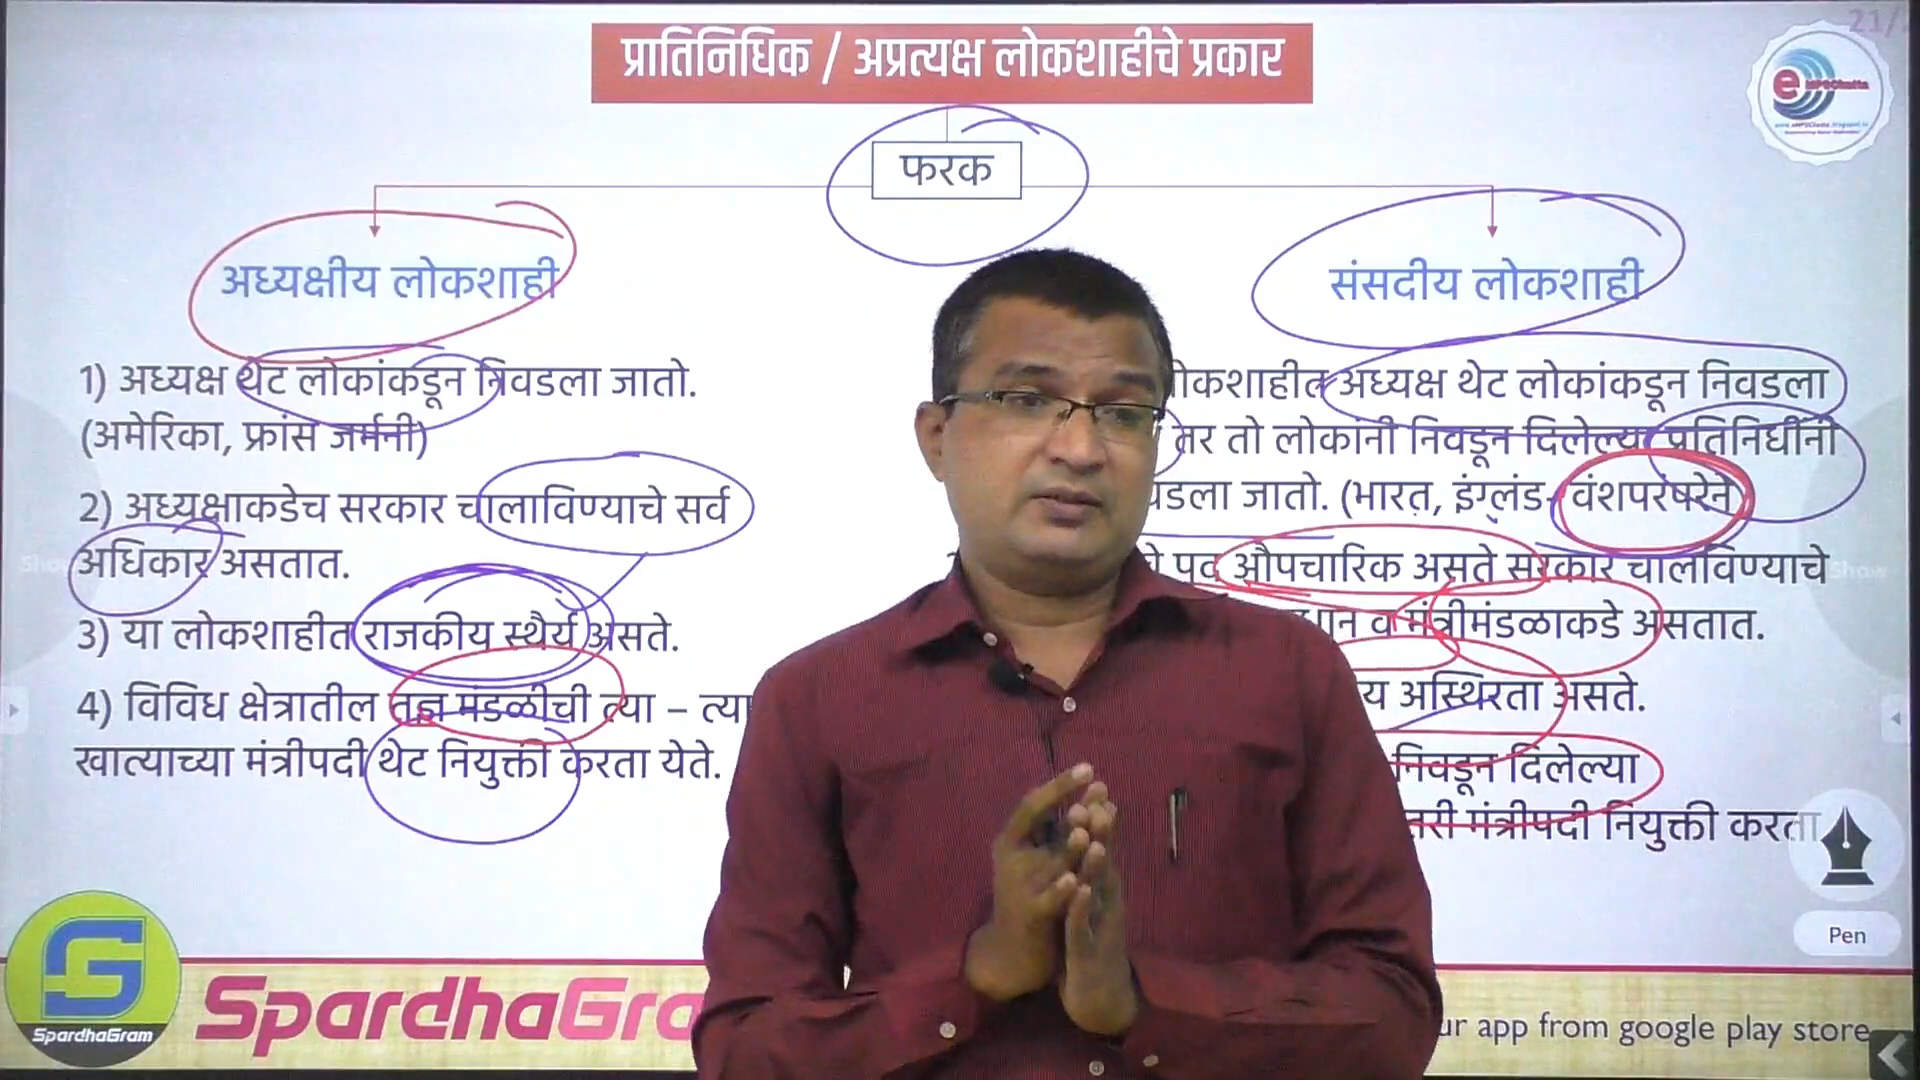 प्रातिनिधिक / अप्रत्यक्ष लोकशाहीचे प्रकार
फरक
अध्यक्षीय लोकशाही
1) अध्यक्ष थेट लोकांकडून निवडला जातो.
(अमेरिका, फ्रांस जर्मनी)
2) अध्यक्षाकडेच सरकार चालाविण्याचे सर्व
अधिकार असतात.
3) या लोकशाहीत राजकीय स्थैर्य असते.
4) विविध क्षेत्रातील तज्ञ मंडळीची त्या – त्या
खात्याच्या मंत्रीपदी थेट नियुक्ती करता येते.
संसदीय लोकशाही
अध्यक्ष थेट लोकांकडून निवडला
तर तो लोकांनी निवडून दिलेल्या प्रतिनिधींनी
जातो. (भारत, इंग्लंड- वंशपरंपरेने)
पद औपचारिक असते सरकार चालविण्याचे
व मंत्रीमंडळाकडे असतात.
अस्थिरता असते.
निवडून दिलेल्या
मंत्रीपदी नियुक्ती करता
Pen
SpardhaGram
SpardhaGra
app from google play store